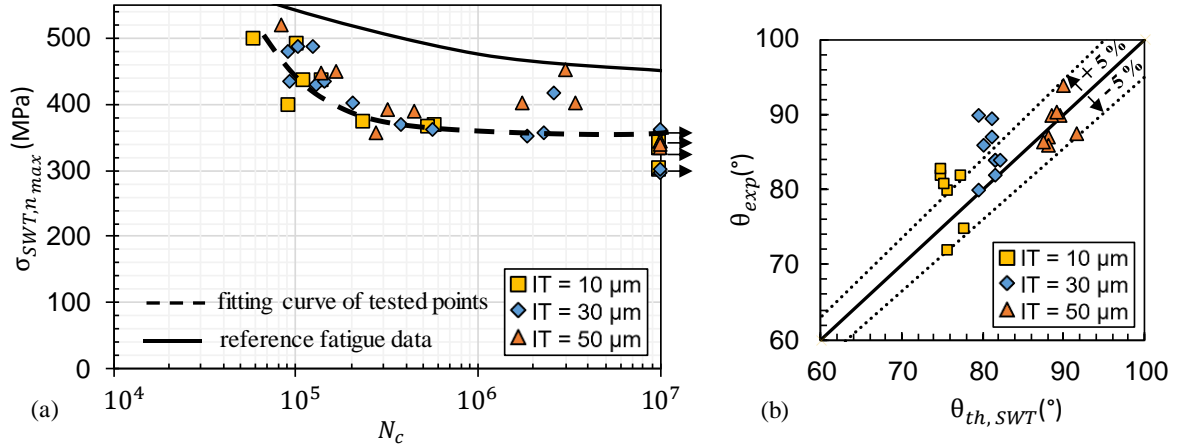 500
400
300
200
100
0
σSWT,n max(MPa)
fitting curve of tested points
reference fatigue data
IT = 10 µm
IT = 30 µm
IT = 50 µm
10⁴ 10⁵ 10⁶ 10⁷
(a)
Nc
100
90
80
70
60
θexp(°)
+ 5 %
- 5 %
IT = 10 µm
IT = 30 µm
IT = 50 µm
60 70 80 90 100
(b)
θth, SWT(°)